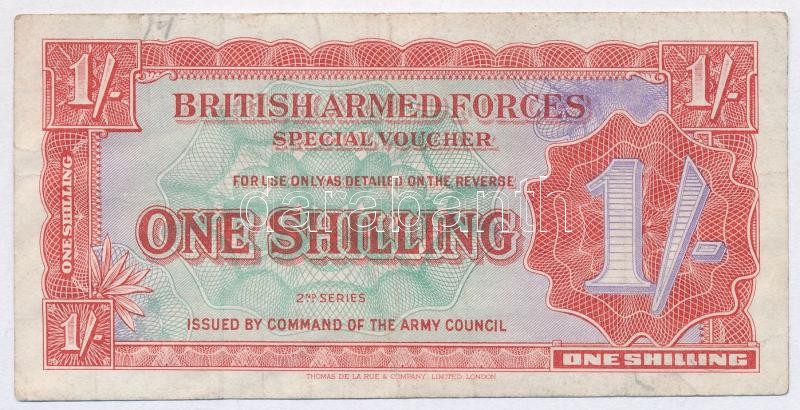 14
1/-
1/-
BRITISH ARMED FORCES
SPECIAL VOUCHER
FOR USE ONLY AS DETAILED ON THE REVERSE
ONE SHILLING
darabanth
1/-
ONE SHILLING
2ND SERIES
ISSUED BY COMMAND OF THE ARMY COUNCIL
1/-
ONE SHILLING
THOMAS DE LA RUE & COMPANY, LIMITED, LONDON.